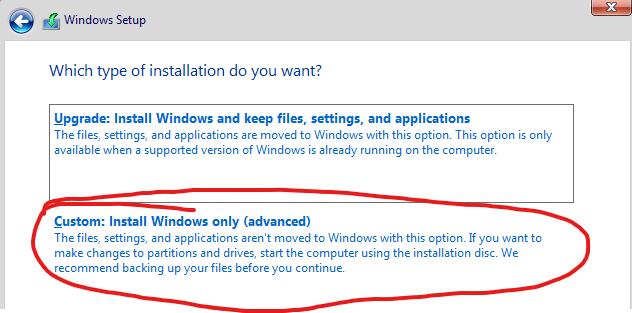 Windows Setup
Which type of installation do you want?
Upgrade: Install Windows and keep files, settings, and applications
The files, settings, and applications are moved to Windows with this option. This option is only
available when a supported version of Windows is already running on the computer.
Custom: Install Windows only (advanced)
The files, settings, and applications aren't moved to Windows with this option. If you want to
make changes to partitions and drives, start the computer using the installation disc. We
recommend backing up your files before you continue.